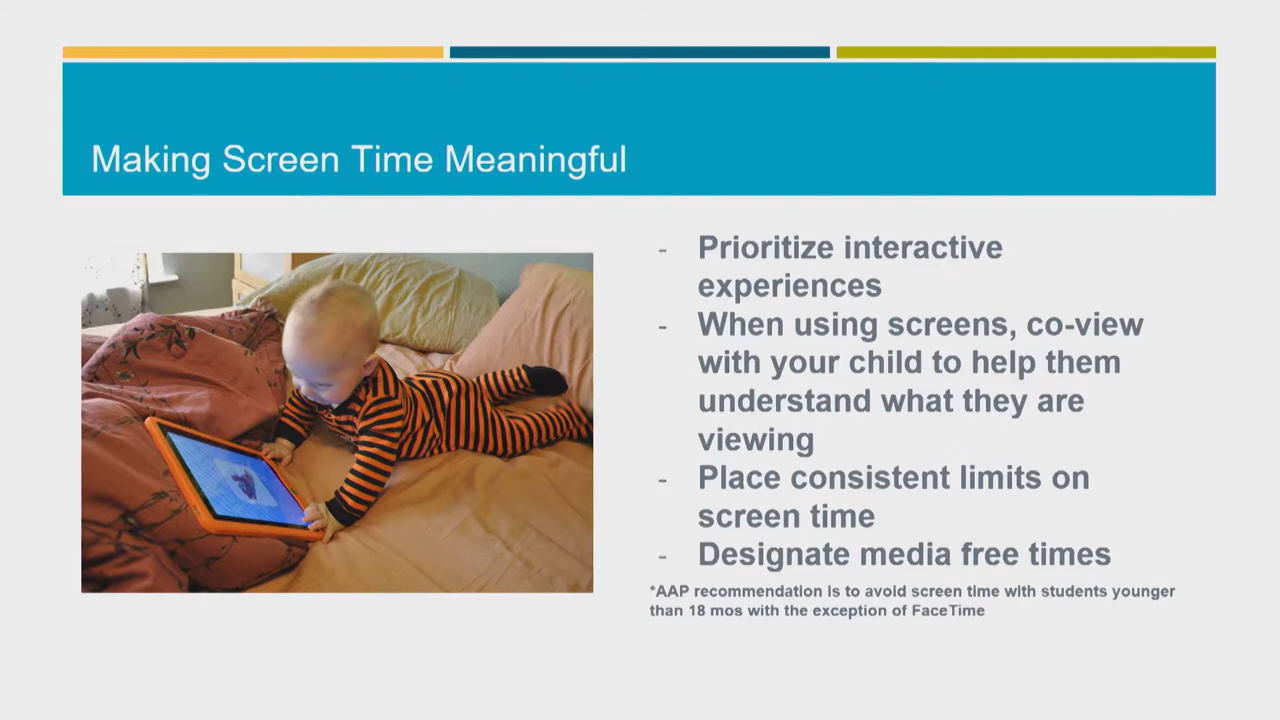 Making Screen Time Meaningful
- Prioritize interactive
experiences
- When using screens, co-view
with your child to help them
understand what they are
viewing
- Place consistent limits on
screen time
- Designate media free times
*AAP recommendation is to avoid screen time with students younger
than 18 mos with the exception of FaceTime